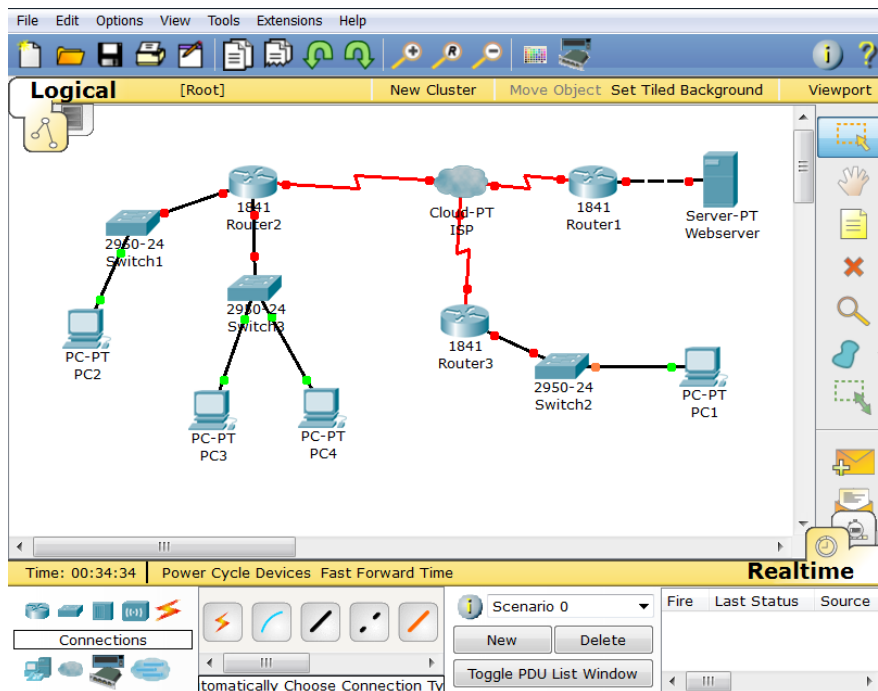 File Edit Options View Tools Extensions Help
i ?
Logical [Root] New Cluster Move Object Set Tiled Background Viewport
1841
Router2
Cloud-PT
ISP
1841
Router1
Server-PT
Webserver
2950-24
Switch1
2950-24
Switch3
PC-PT
PC2
1841
Router3
2950-24
Switch2
PC-PT
PC1
PC-PT
PC3
PC-PT
PC4
Time: 00:34:34 Power Cycle Devices Fast Forward Time Realtime
Connections
tomatically Choose Connection Ty
i Scenario 0
New Delete
Toggle PDU List Window
Fire Last Status Source